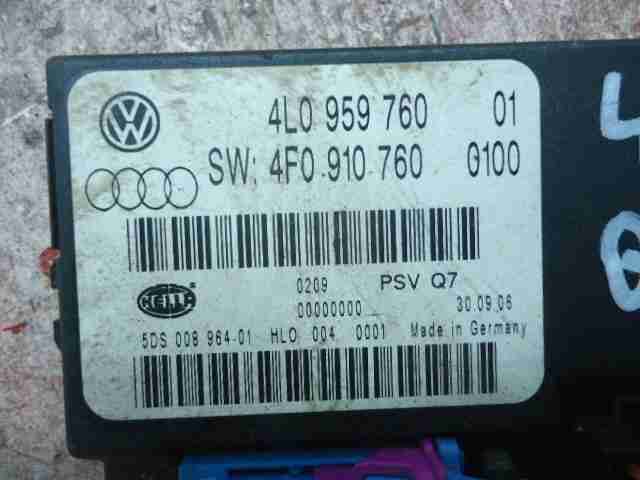 4L0 959 760 01
SW: 4F0 910 760 0100
HELLA
0209 PSV Q7
00000000 30.09.06
5DS 008 964-01 HLO 004 0001 Made in Germany